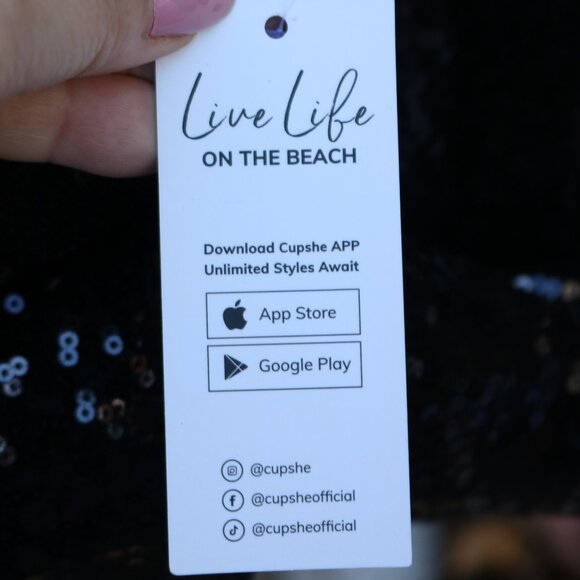 Live Life
ON THE BEACH
Download Cupshe APP
Unlimited Styles Await
App Store
Google Play
@cupshe
@cupsheofficial
@cupsheofficial